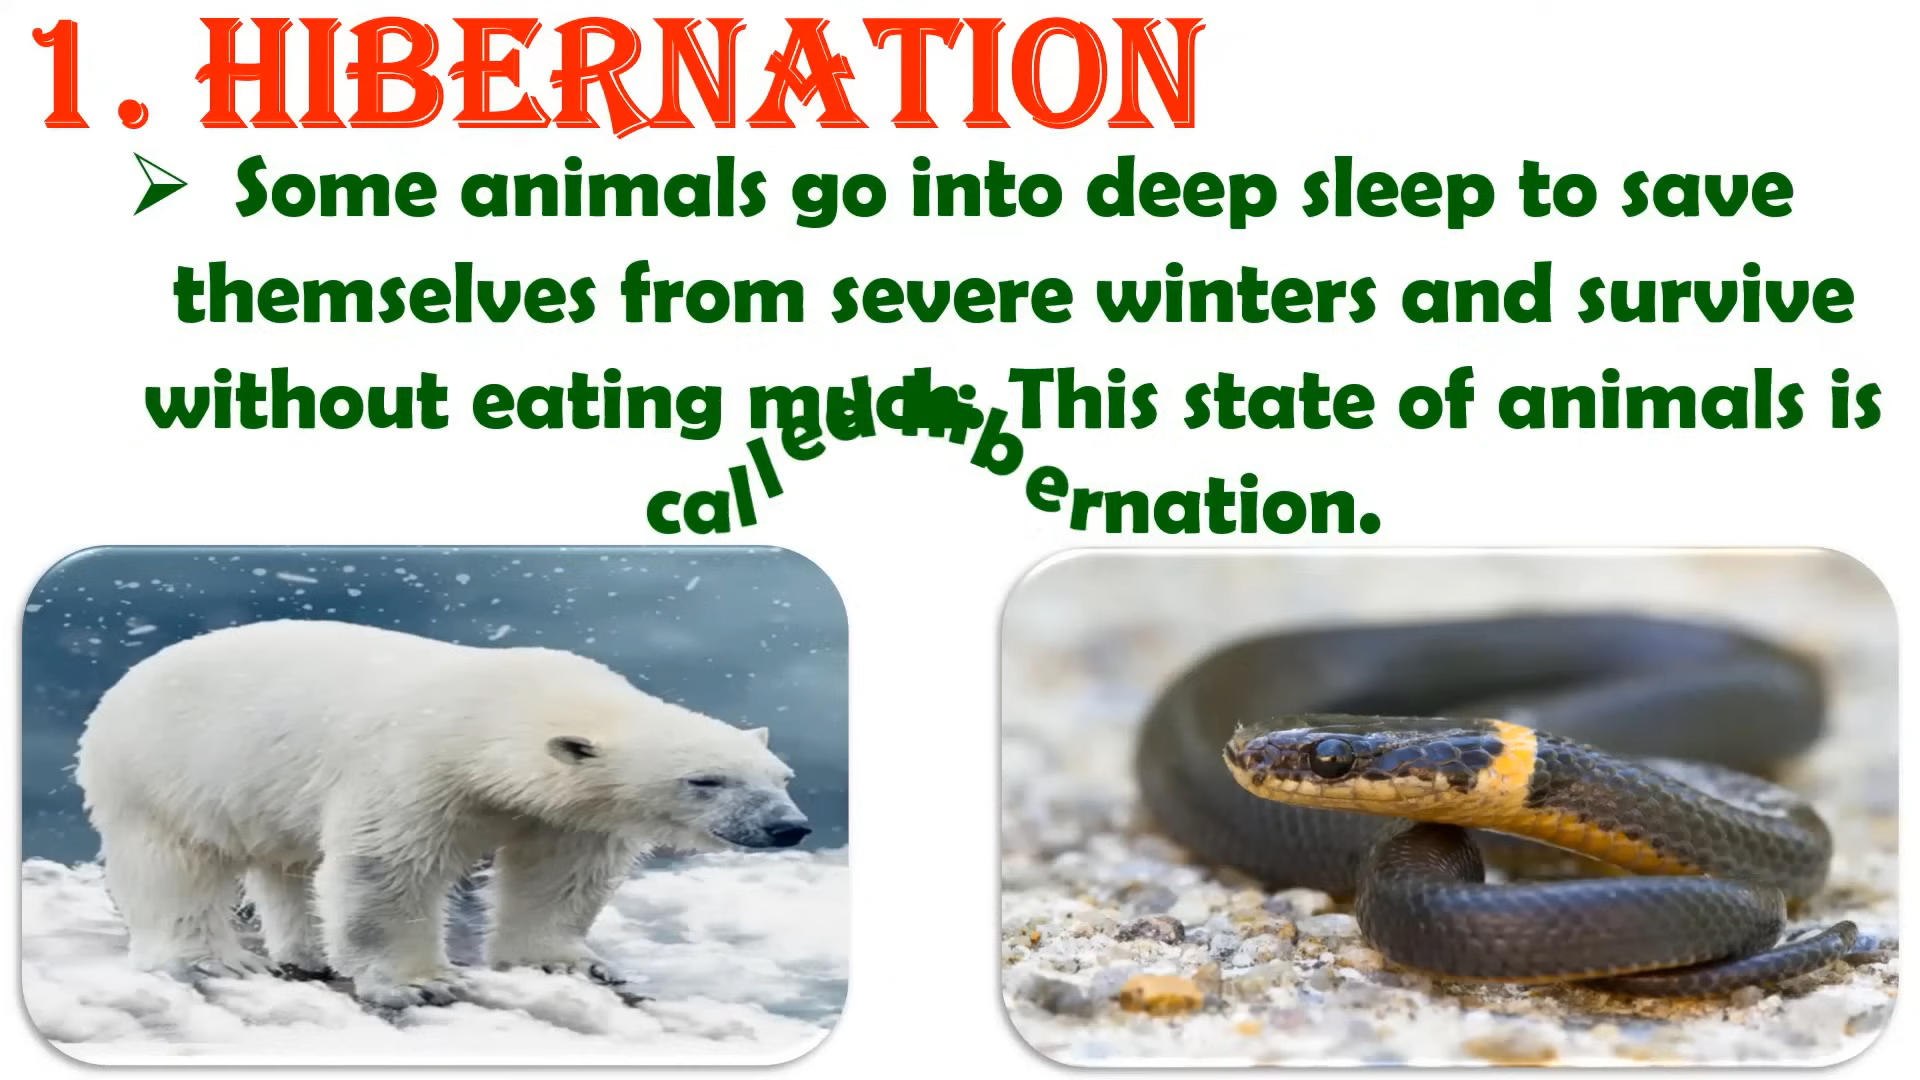 1. HIBERNATION
➢ Some animals go into deep sleep to save
themselves from severe winters and survive
without eating much. This state of animals is
called hibernation.